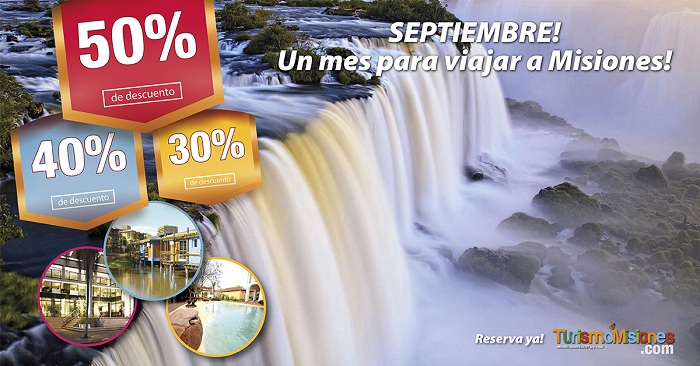 SEPTIEMBRE!
Un mes para viajar a Misiones!
50%
de descuento
40%
de descuento
30%
de descuento
Reserva ya!
TurismoMisiones
.com